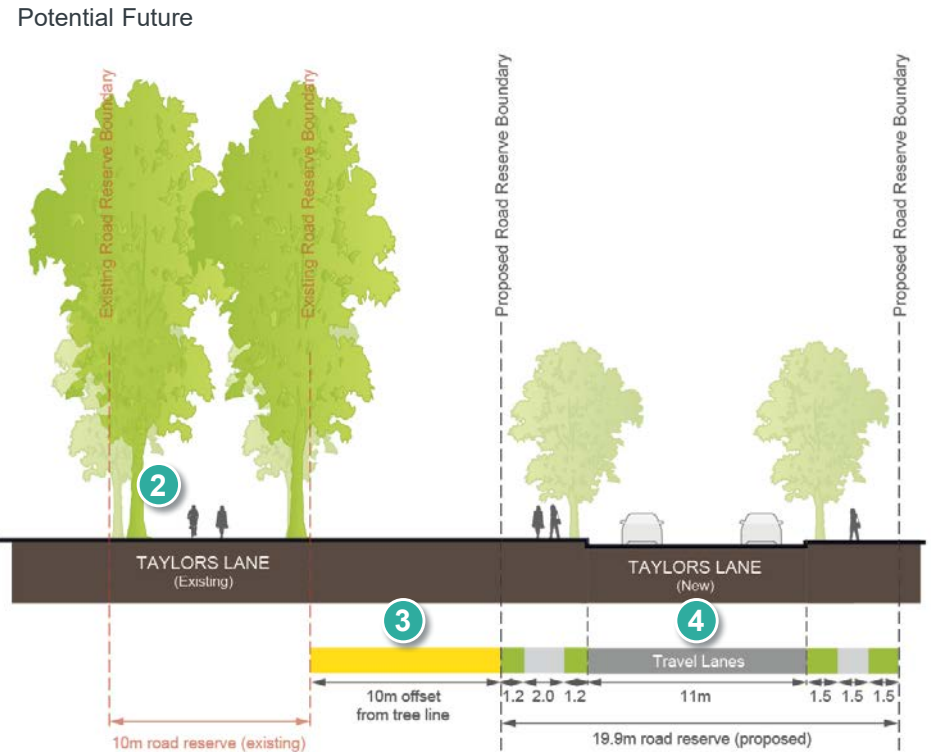 Potential Future
Existing Road Reserve Boundary
Existing Road Reserve Boundary
Proposed Road Reserve Boundary
Proposed Road Reserve Boundary
2
TAYLORS LANE
(Existing)
TAYLORS LANE
(New)
3
4
Travel Lanes
10m offset
from tree line
1.2 2.0 1.2
11m
1.5 1.5 1.5
10m road reserve (existing)
19.9m road reserve (proposed)